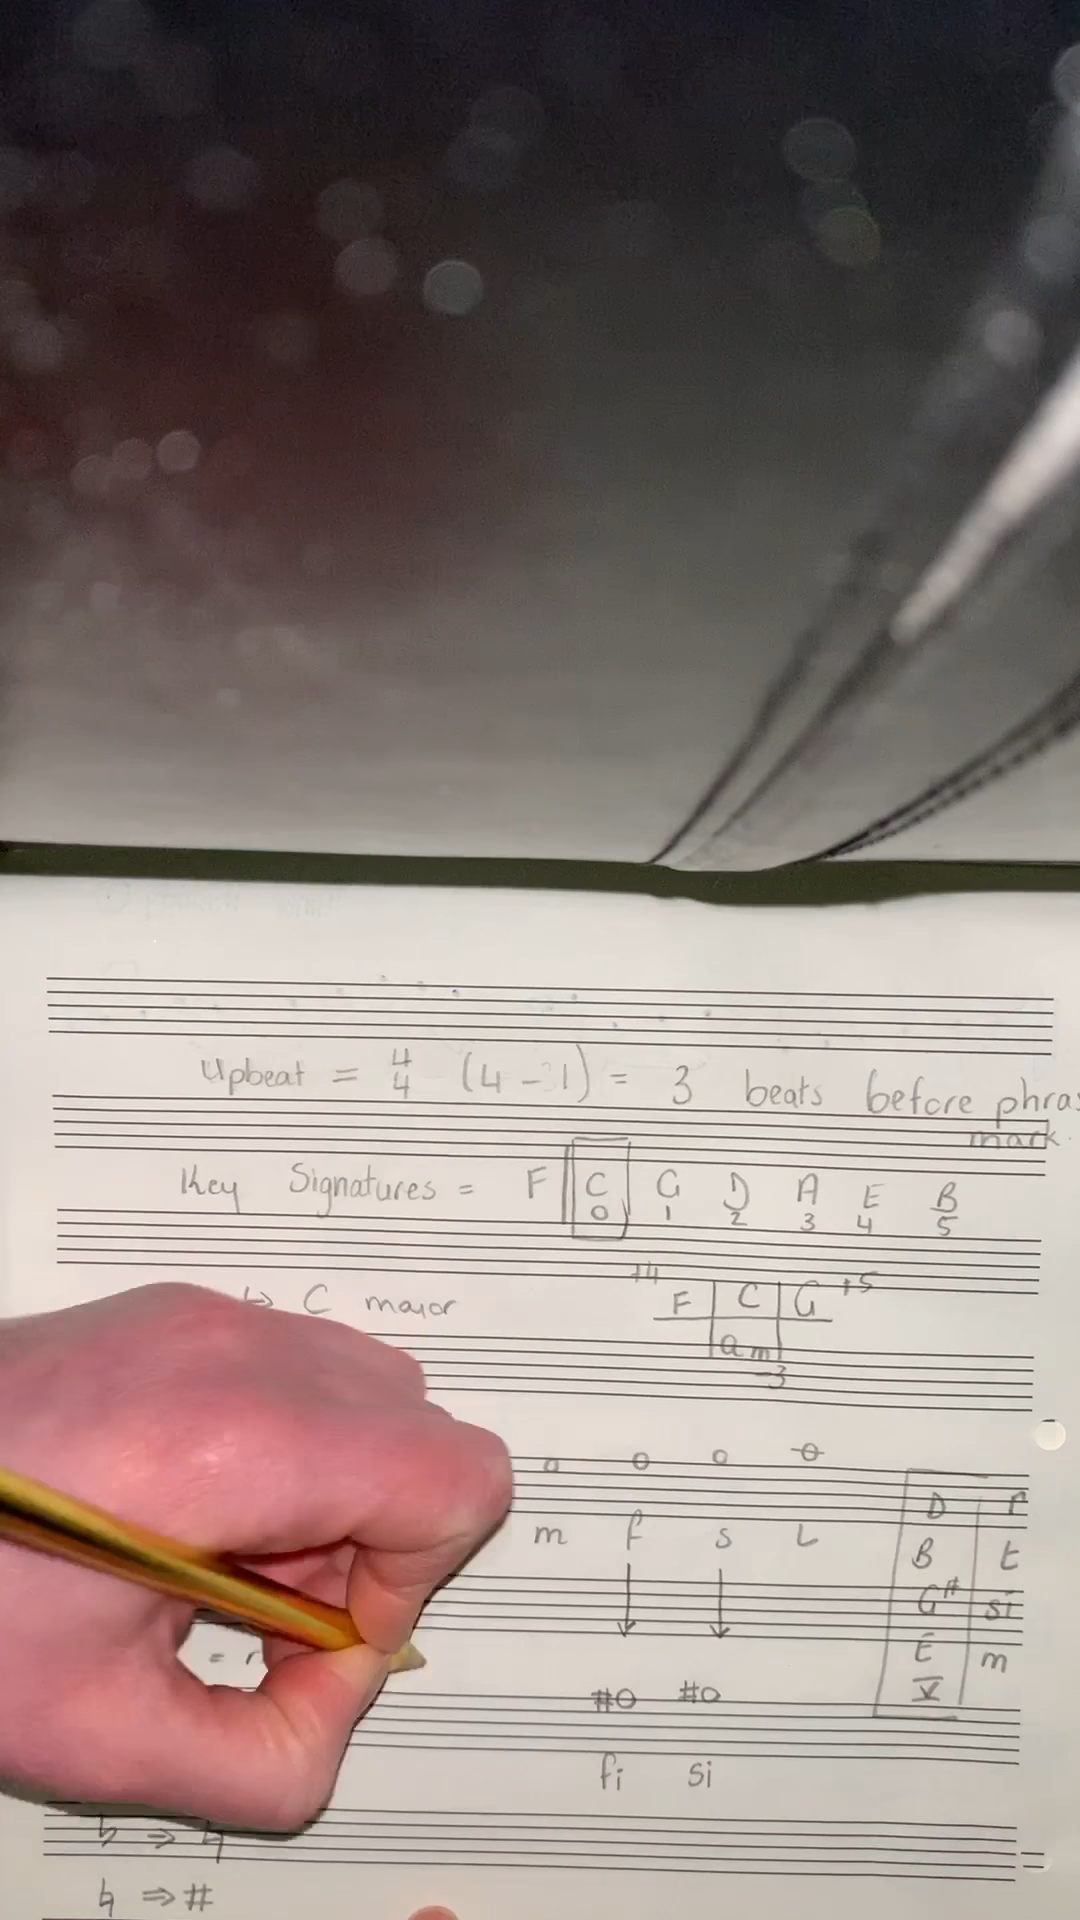 Upbeat = 4/4 (4-1) = 3 beats before phras
mark.
Key Signatures = F C G D A E B
0 1 2 3 4 5
↳ C major
+4 F C G +5
am
-3
m f s L
D r
B t
G# si
E m
V
= r
#o #o
fi si
♭ ⇒ ♮
♮ ⇒ #
=